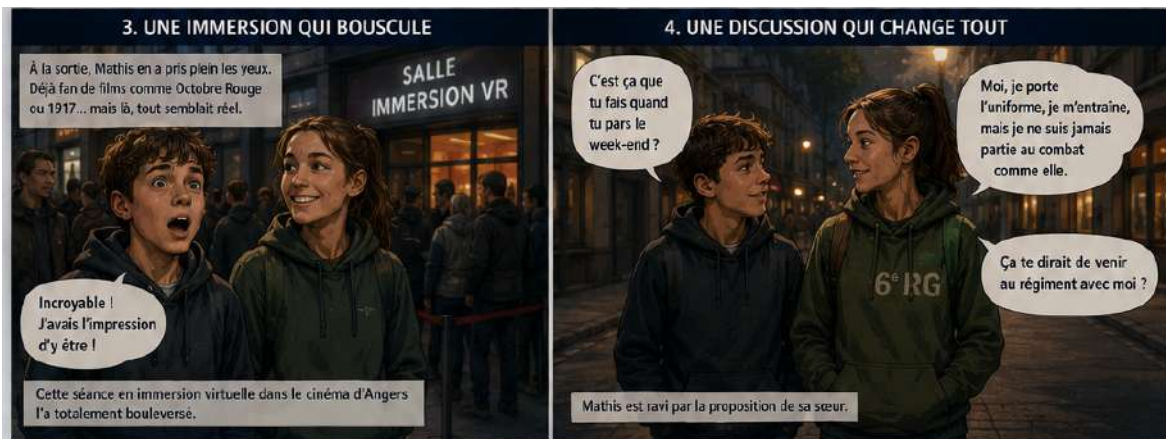 3. UNE IMMERSION QUI BOUSCULE
À la sortie, Mathis en a pris plein les yeux.
Déjà fan de films comme Octobre Rouge
ou 1917... mais là, tout semblait réel.
SALLE
IMMERSION VR
Incroyable !
J'avais l'impression
d'y être !
Cette séance en immersion virtuelle dans le cinéma d'Angers
l'a totalement bouleversé.
4. UNE DISCUSSION QUI CHANGE TOUT
C'est ça que
tu fais quand
tu pars le
week-end ?
Moi, je porte
l'uniforme, je m'entraîne,
mais je ne suis jamais
partie au combat
comme elle.
Ça te dirait de venir
au régiment avec moi ?
6e RG
Mathis est ravi par la proposition de sa sœur.